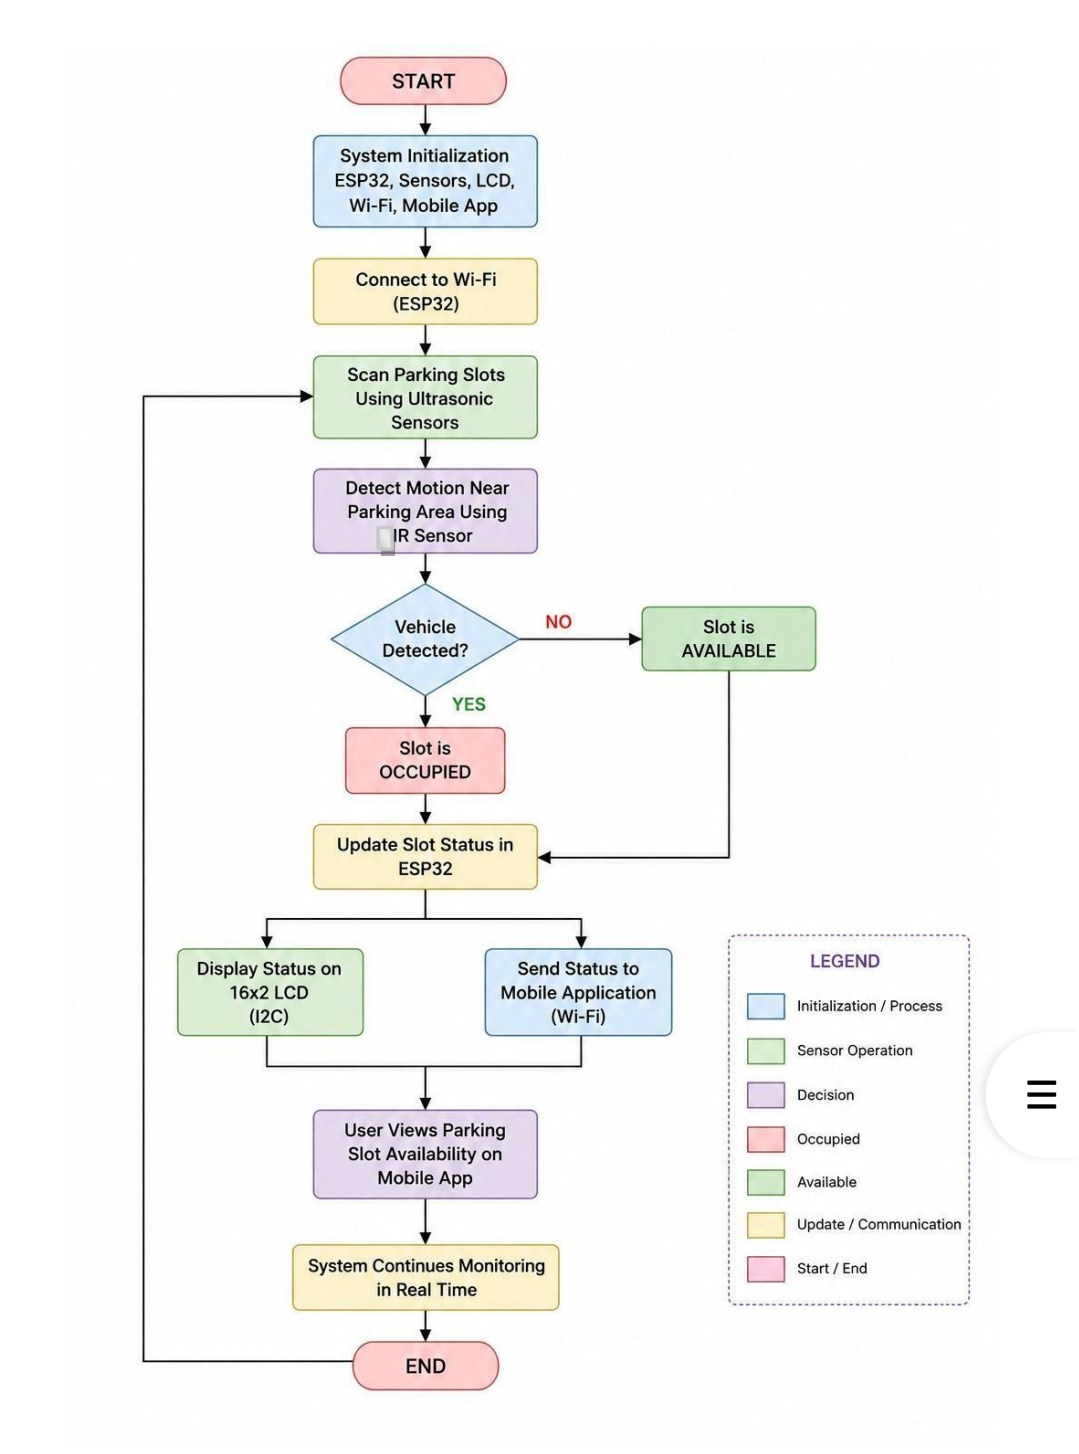 START
System Initialization
ESP32, Sensors, LCD,
Wi-Fi, Mobile App
Connect to Wi-Fi
(ESP32)
Scan Parking Slots
Using Ultrasonic
Sensors
Detect Motion Near
Parking Area Using
IR Sensor
Vehicle
Detected?
NO
Slot is
AVAILABLE
YES
Slot is
OCCUPIED
Update Slot Status in
ESP32
Display Status on
16x2 LCD
(I2C)
Send Status to
Mobile Application
(Wi-Fi)
User Views Parking
Slot Availability on
Mobile App
System Continues Monitoring
in Real Time
END
LEGEND
Initialization / Process
Sensor Operation
Decision
Occupied
Available
Update / Communication
Start / End